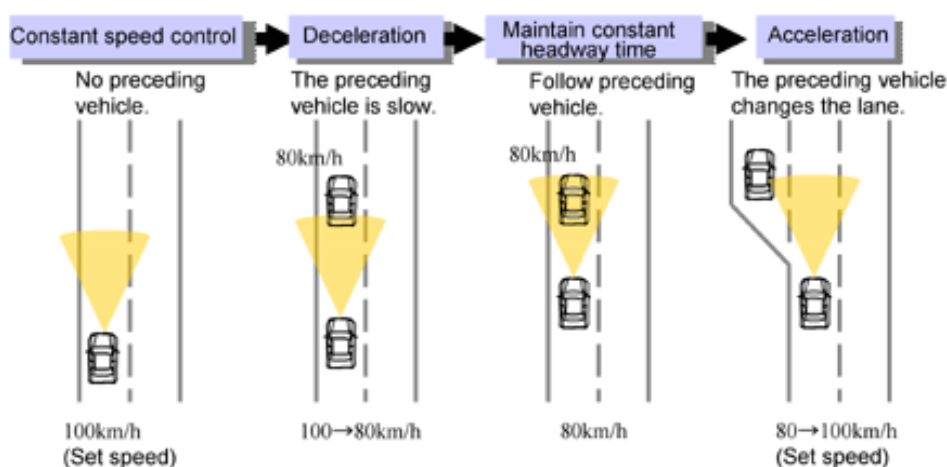 Constant speed control
Deceleration
Maintain constant
headway time
Acceleration
No preceding
vehicle.
The preceding
vehicle is slow.
Follow preceding
vehicle.
The preceding vehicle
changes the lane.
80km/h
80km/h
100km/h
(Set speed)
100→80km/h
80km/h
80→100km/h
(Set speed)